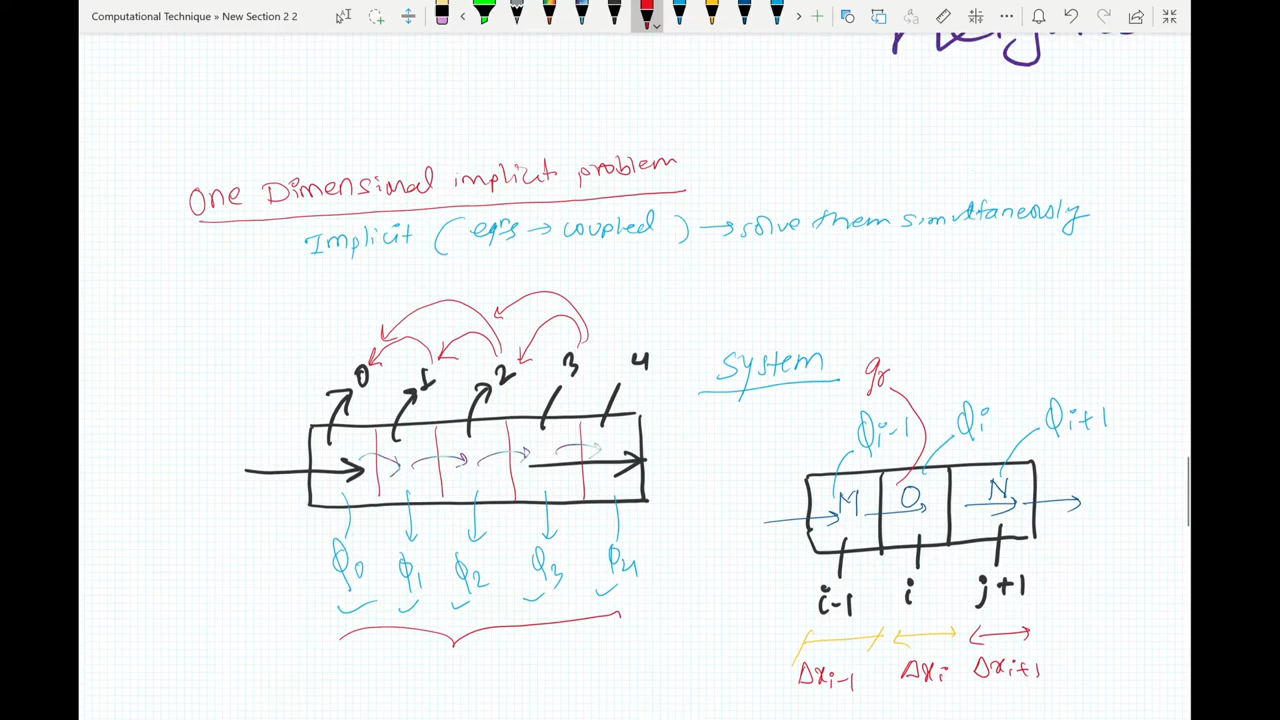 Computational Technique » New Section 2 2
One Dimensional implicit problem
Implicit (eqns → coupled) → solve them simultaneously
0 1 2 3 4
ϕ0 ϕ1 ϕ2 ϕ3 ϕ4
System
qr
ϕi-1 ϕi ϕi+1
M O N
i-1 i j+1
Δxi-1 Δxi Δxi+1